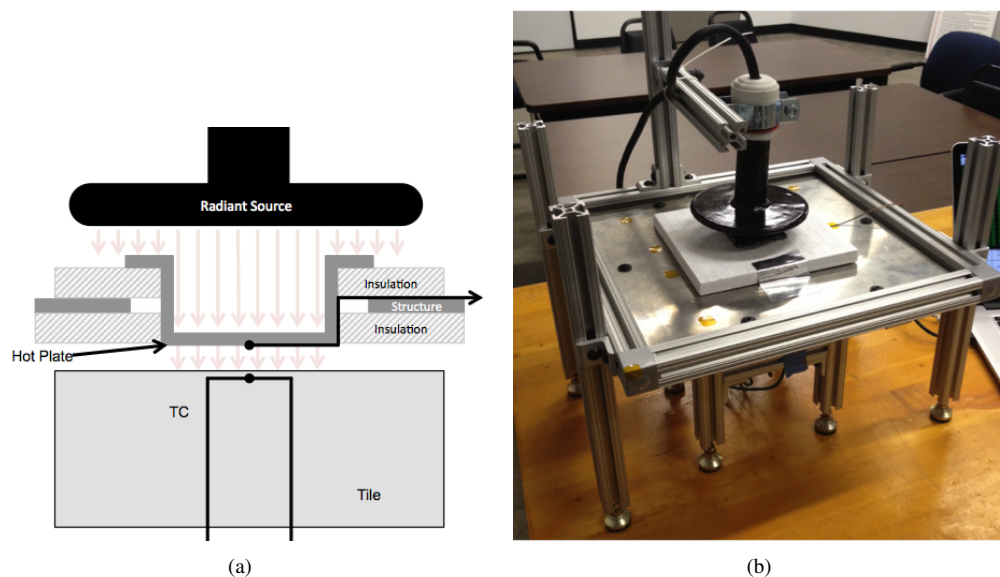 Radiant Source
Insulation
Structure
Insulation
Hot Plate
TC
Tile
(a)
(b)